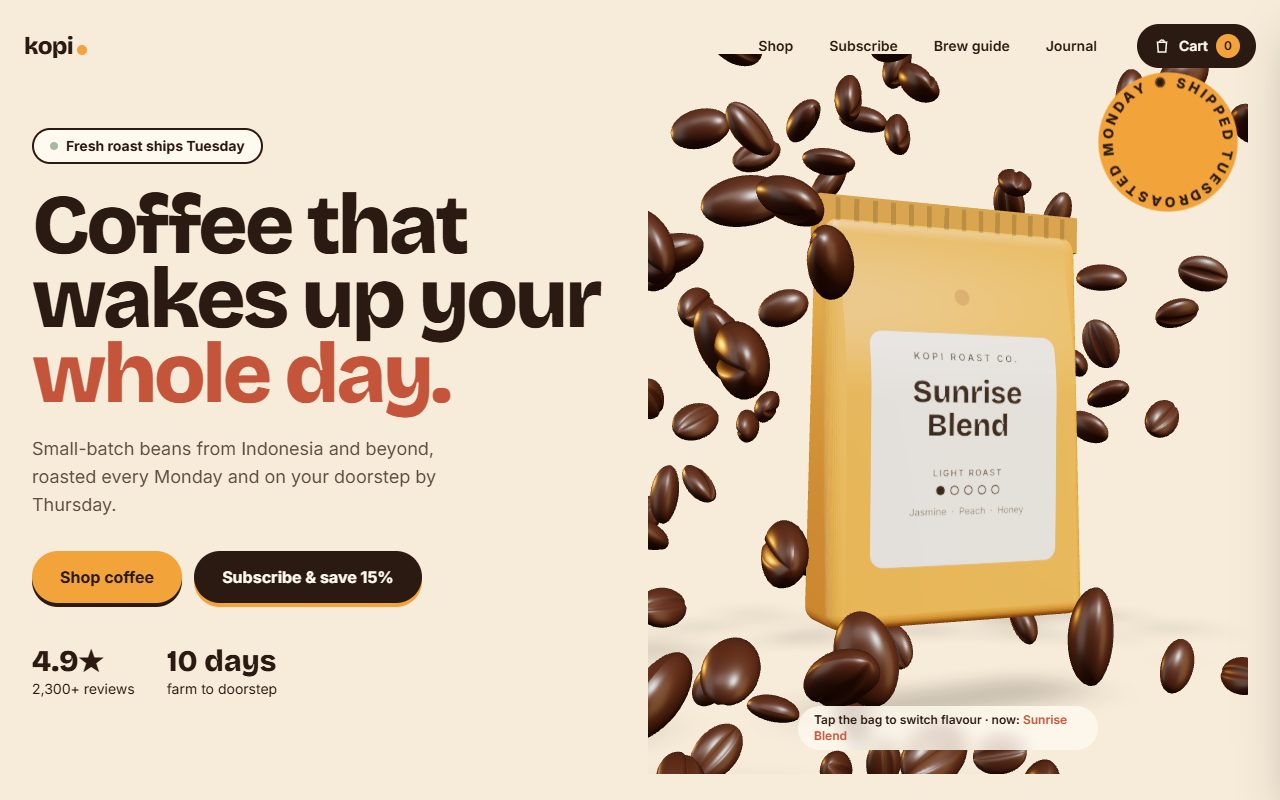 kopi
Shop
Subscribe
Brew guide
Journal
Cart 0
MONDAY ● SHIPPED TUESDROASTED
Fresh roast ships Tuesday
Coffee that
wakes up your
whole day.
Small-batch beans from Indonesia and beyond,
roasted every Monday and on your doorstep by
Thursday.
Shop coffee
Subscribe & save 15%
4.9★
2,300+ reviews
10 days
farm to doorstep
KOPI ROAST CO.
Sunrise
Blend
LIGHT ROAST
Jasmine · Peach · Honey
Tap the bag to switch flavour · now: Sunrise
Blend